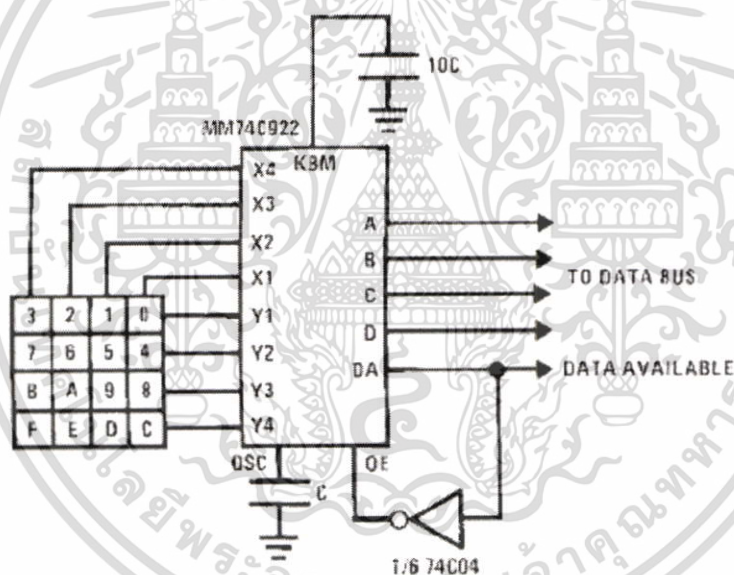 10C
MM74C922
KBM
X4
X3
X2
X1
Y1
Y2
Y3
Y4
A
B
C
D
DA
TO DATA BUS
DATA AVAILABLE
3 2 1 0
7 6 5 4
B A 9 8
F E D C
OSC
OE
C
1/6 74C04